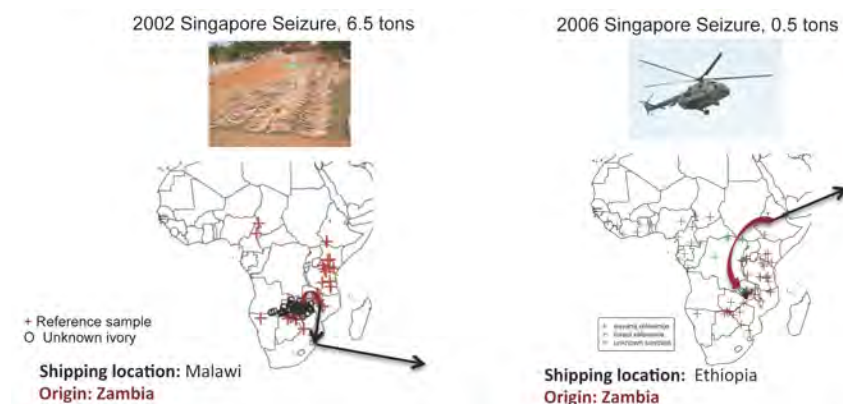 2002 Singapore Seizure, 6.5 tons
2006 Singapore Seizure, 0.5 tons
+ Reference sample
O Unknown ivory
Shipping location: Malawi
Origin: Zambia
Shipping location: Ethiopia
Origin: Zambia